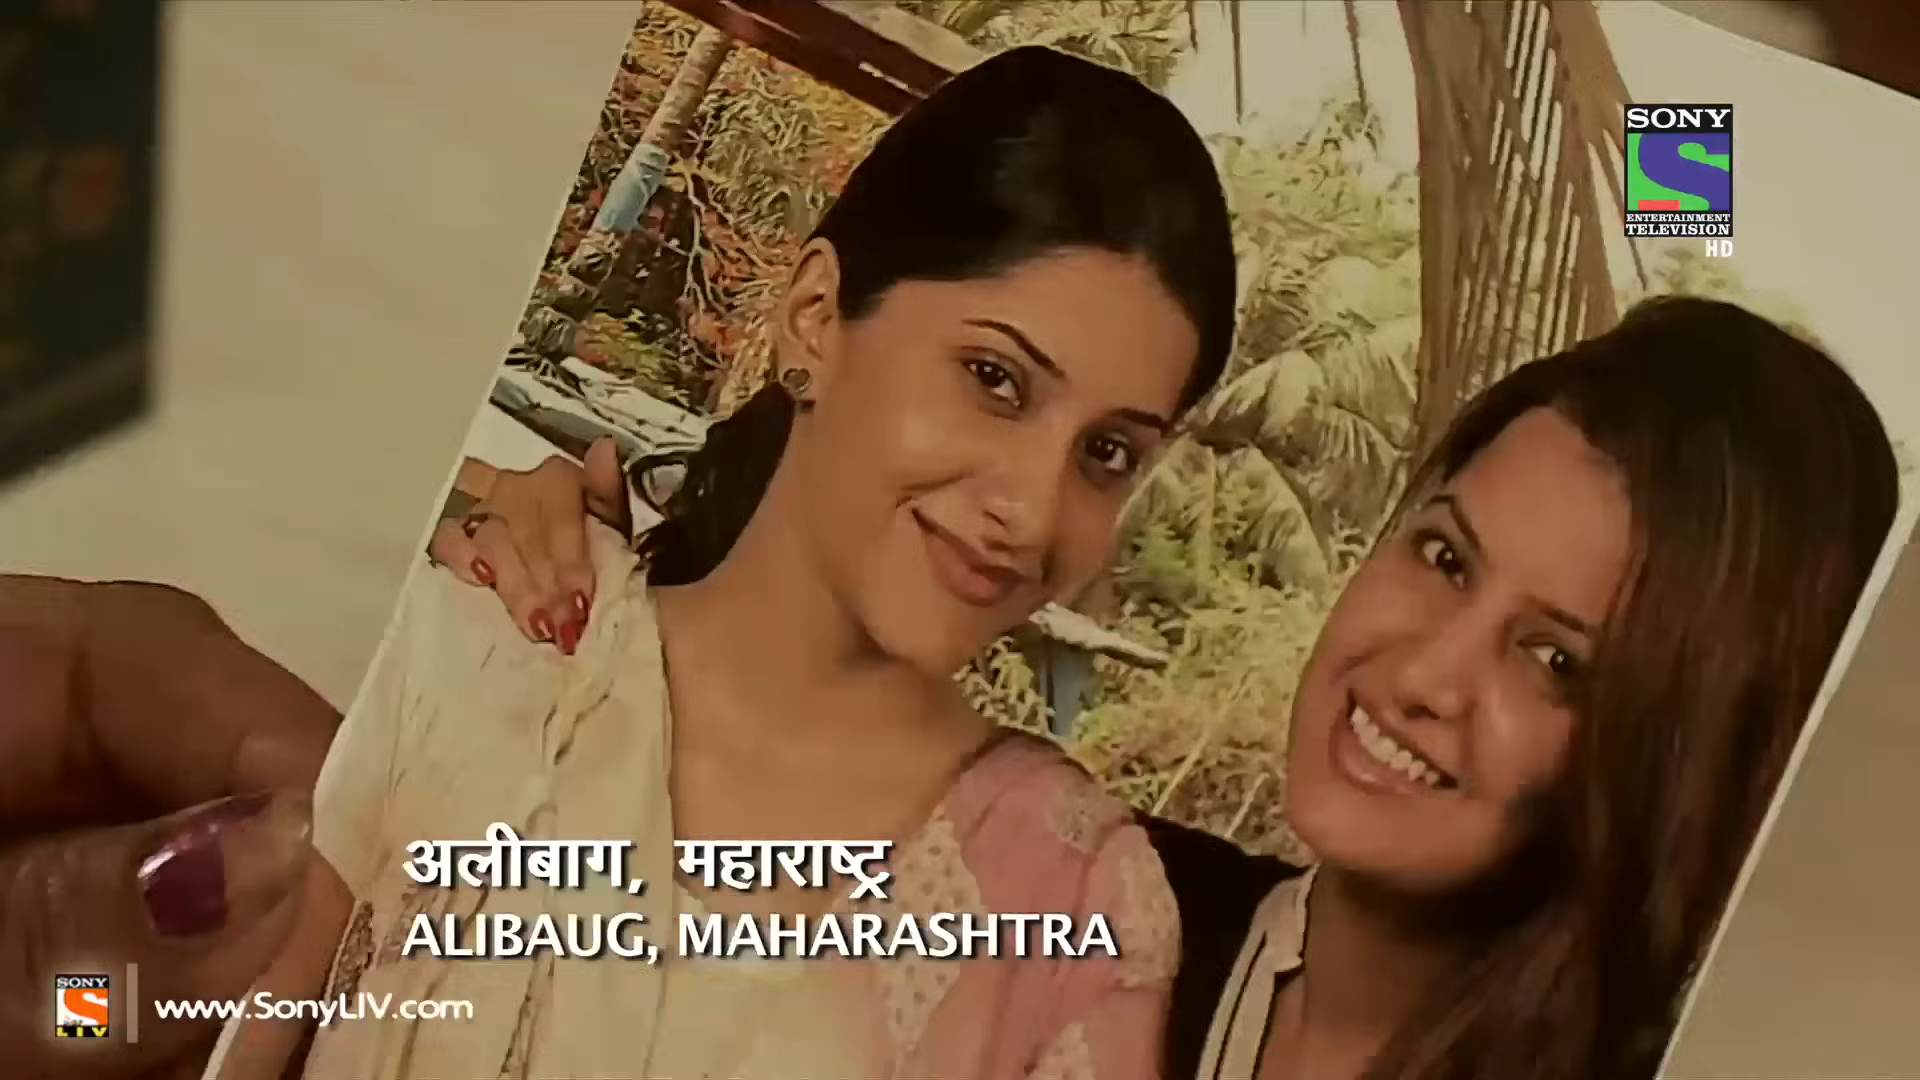 SONY
ENTERTAINMENT
TELEVISION
HD
अलीबाग, महाराष्ट्र
ALIBAUG, MAHARASHTRA
SONY
LIV
www.SonyLIV.com